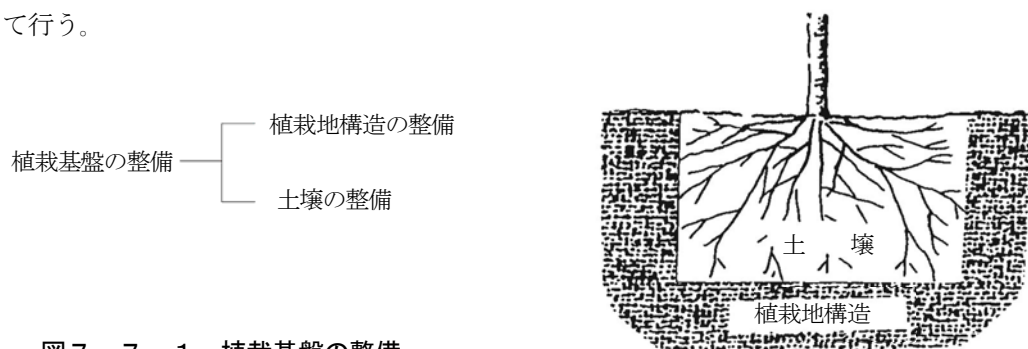 て行う。
植栽基盤の整備
植栽地構造の整備
土壌の整備
土 壌
植栽地構造
図7－7－1 植栽基盤の整備